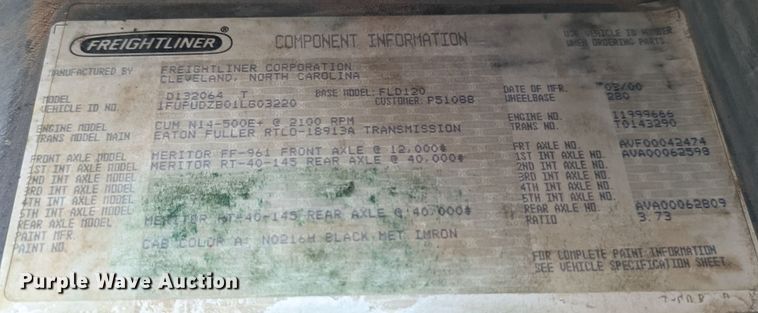 FREIGHTLINER
COMPONENT INFORMATION
USE VEHICLE ID NUMBER
WHEN ORDERING PARTS
MANUFACTURED BY FREIGHTLINER CORPORATION
CLEVELAND, NORTH CAROLINA
MODEL D132064 T BASE MODEL: FLD120 DATE OF MFR. 03/00
VEHICLE ID NO. 1FUPUDZB01LG03220 CUSTOMER: P51088 WHEELBASE 280
ENGINE MODEL CUM N14-500E+ @ 2100 RPM ENGINE NO. 11999666
TRANS MODEL MAIN EATON FULLER RTLO-18913A TRANSMISSION TRANS NO. T0143290
FRONT AXLE MODEL MERITOR FF-961 FRONT AXLE @ 12,000# FRT AXLE NO. AVF00042474
1ST INT AXLE MODEL MERITOR RT-40-145 REAR AXLE @ 40,000# 1ST INT AXLE NO. AVA00062598
2ND INT AXLE MODEL 2ND INT AXLE NO.
3RD INT AXLE MODEL 3RD INT AXLE NO.
4TH INT AXLE MODEL 4TH INT AXLE NO.
5TH INT AXLE MODEL 5TH INT AXLE NO.
REAR AXLE MODEL MERITOR RT-40-145 REAR AXLE @ 40,000# REAR AXLE NO. AVA00062809
PAINT MFR. RATIO 3.73
PAINT NO. CAB COLOR A: N0216H BLACK MET IMRON
FOR COMPLETE PAINT INFORMATION
SEE VEHICLE SPECIFICATION SHEET
Purple Wave Auction